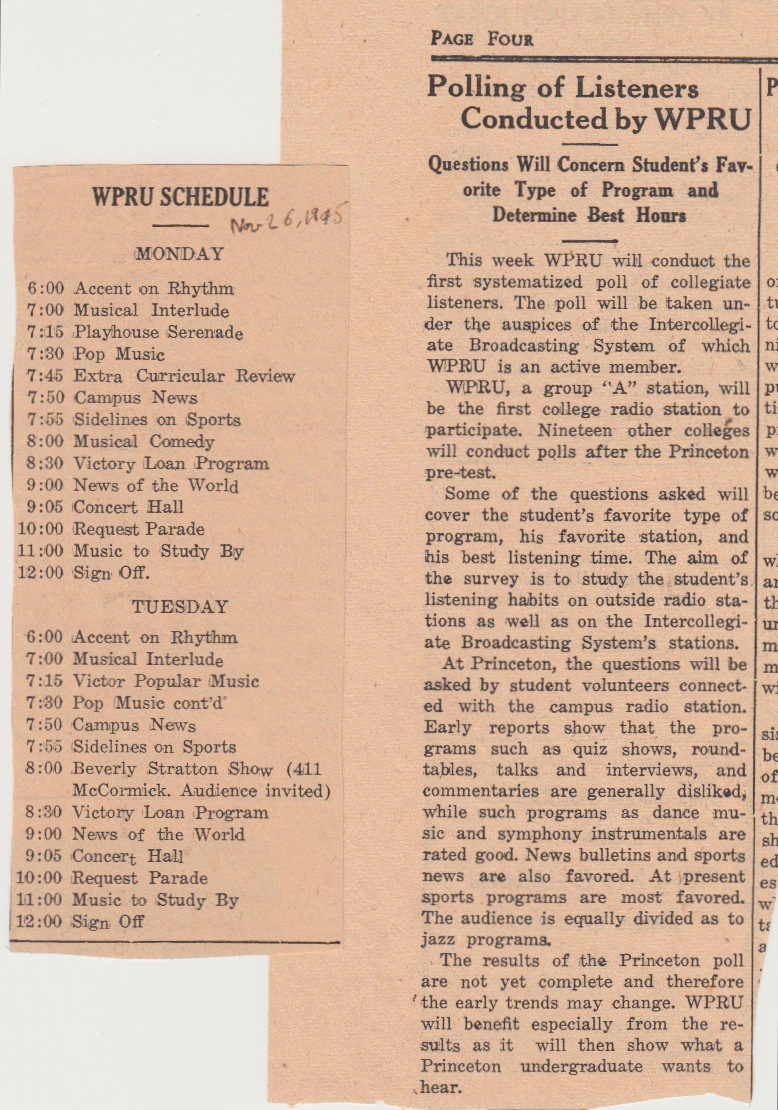 WPRU SCHEDULE
Nov 26, 1945
MONDAY
6:00 Accent on Rhythm
7:00 Musical Interlude
7:15 Playhouse Serenade
7:30 Pop Music
7:45 Extra Curricular Review
7:50 Campus News
7:55 Sidelines on Sports
8:00 Musical Comedy
8:30 Victory Loan Program
9:00 News of the World
9:05 Concert Hall
10:00 Request Parade
11:00 Music to Study By
12:00 Sign Off.
TUESDAY
6:00 Accent on Rhythm
7:00 Musical Interlude
7:15 Victor Popular Music
7:30 Pop Music cont'd
7:50 Campus News
7:55 Sidelines on Sports
8:00 Beverly Stratton Show (411
McCormick. Audience invited)
8:30 Victory Loan Program
9:00 News of the World
9:05 Concert Hall
10:00 Request Parade
11:00 Music to Study By
12:00 Sign Off
PAGE FOUR
Polling of Listeners
Conducted by WPRU
Questions Will Concern Student's Fav-
orite Type of Program and
Determine Best Hours
This week WPRU will conduct the
first systematized poll of collegiate
listeners. The poll will be taken un-
der the auspices of the Intercollegi-
ate Broadcasting System of which
WPRU is an active member.
WPRU, a group "A" station, will
be the first college radio station to
participate. Nineteen other colleges
will conduct polls after the Princeton
pre-test.
Some of the questions asked will
cover the student's favorite type of
program, his favorite station, and
his best listening time. The aim of
the survey is to study the student's
listening habits on outside radio sta-
tions as well as on the Intercollegi-
ate Broadcasting System's stations.
At Princeton, the questions will be
asked by student volunteers connect-
ed with the campus radio station.
Early reports show that the pro-
grams such as quiz shows, round-
tables, talks and interviews, and
commentaries are generally disliked,
while such programs as dance mu-
sic and symphony instrumentals are
rated good. News bulletins and sports
news are also favored. At present
sports programs are most favored.
The audience is equally divided as to
jazz programs.
The results of the Princeton poll
are not yet complete and therefore
the early trends may change. WPRU
will benefit especially from the re-
sults as it will then show what a
Princeton undergraduate wants to
hear.